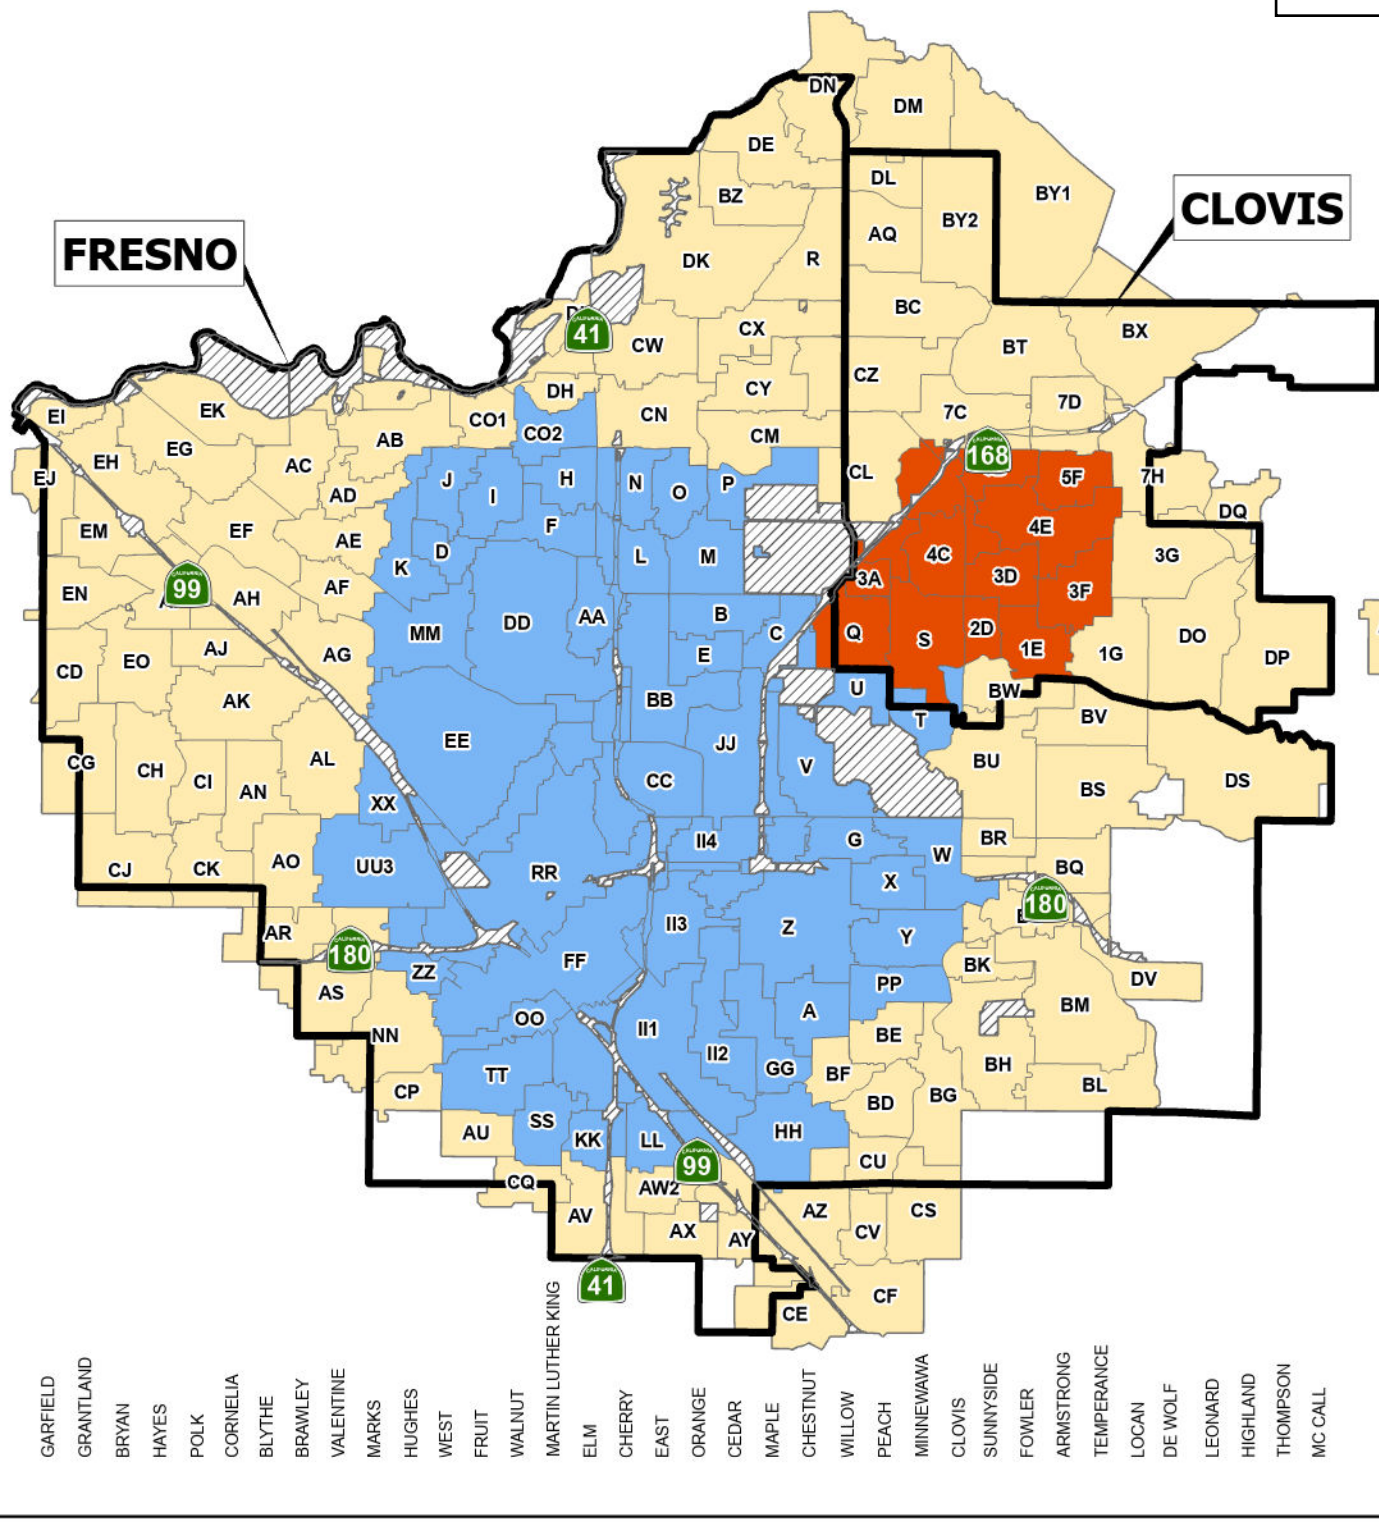 DN
DM
DE
DL
BZ
BY1
BY2
CLOVIS
AQ
FRESNO
DK
R
BC
CALIFORNIA 41
CX
BX
CW
BT
CZ
DH
CY
7D
EK
EI
CO1
CN
7C
CO2
CM
AB
EG
EH
AC
CALIFORNIA 168
EJ
J
H
N
P
CL
5F
7H
AD
I
O
DQ
EM
EF
F
4E
AE
D
L
M
4C
3G
K
CALIFORNIA 99
3A
3D
AF
3F
EN
AH
B
AA
DD
MM
C
Q
2D
DO
S
AJ
1E
AG
E
1G
DP
EO
CD
U
BW
BB
AK
BV
T
EE
JJ
AL
CG
CH
V
BU
CI
CC
DS
AN
BS
XX
II4
G
BR
W
AO
CJ
CK
UU3
RR
X
BQ
CALIFORNIA 180
II3
Z
AR
Y
CALIFORNIA 180
FF
BK
ZZ
DV
PP
AS
BM
A
OO
II1
NN
BE
II2
BH
GG
TT
BF
BL
CP
BG
BD
SS
AU
HH
KK
LL
CALIFORNIA 99
CU
CQ
AW2
AV
AZ
CS
AX
CV
AY
CALIFORNIA 41
CF
CE
GARFIELD
GRANTLAND
BRYAN
HAYES
POLK
CORNELIA
BLYTHE
BRAWLEY
VALENTINE
MARKS
HUGHES
WEST
FRUIT
WALNUT
MARTIN LUTHER KING
ELM
CHERRY
EAST
ORANGE
CEDAR
MAPLE
CHESTNUT
WILLOW
PEACH
MINNEWAWA
CLOVIS
SUNNYSIDE
FOWLER
ARMSTRONG
TEMPERANCE
LOCAN
DE WOLF
LEONARD
HIGHLAND
THOMPSON
MC CALL